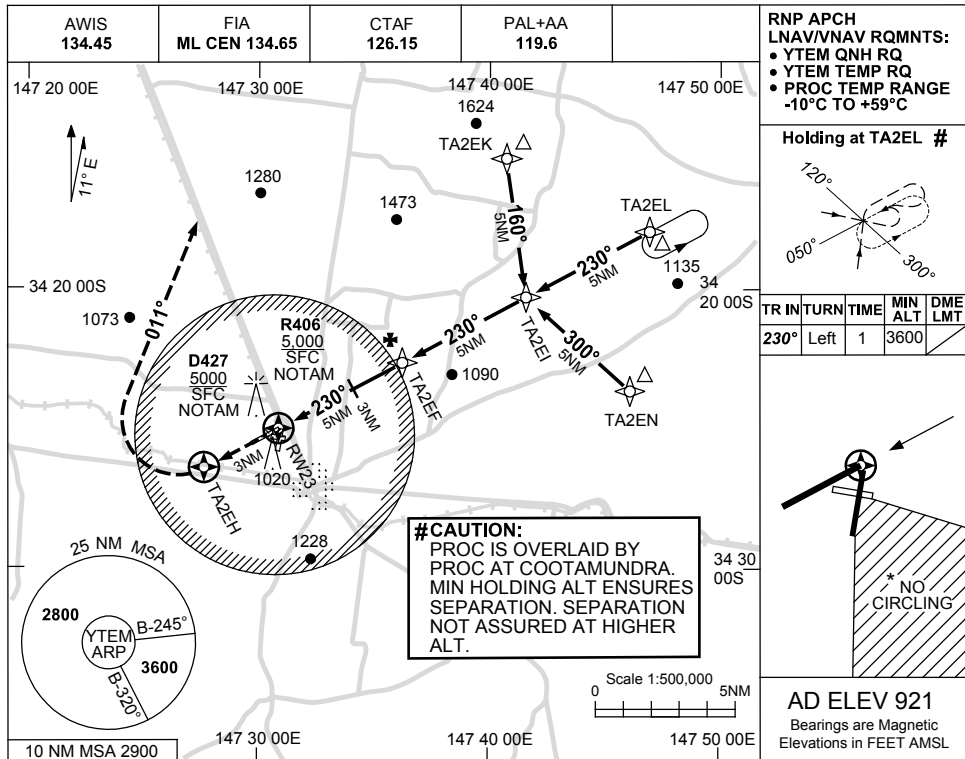 AWIS
134.45
FIA
ML CEN 134.65
CTAF
126.15
PAL+AA
119.6
RNP APCH
LNAV/VNAV RQMNTS:
• YTEM QNH RQ
• YTEM TEMP RQ
• PROC TEMP RANGE
-10°C TO +59°C
147 20 00E
147 30 00E
147 40 00E
147 50 00E
11° E
1624
TA2EK
1280
1473
160°
5NM
TA2EL
230°
5NM
1135
34 20 00S
34
20 00S
1073
011°
R406
5,000
SFC
NOTAM
D427
5000
SFC
NOTAM
230°
5NM
TA2EI
300°
5NM
TA2EN
1090
TA2EF
230°
5NM
3NM
RW23
3NM
1020
TA2EH
1228
34 30
00S
Holding at TA2EL #
120°
050°
300°
TR IN TURN TIME MIN ALT DME LMT
230° Left 1 3600
#CAUTION:
PROC IS OVERLAID BY
PROC AT COOTAMUNDRA.
MIN HOLDING ALT ENSURES
SEPARATION. SEPARATION
NOT ASSURED AT HIGHER
ALT.
* NO
CIRCLING
25 NM MSA
2800
YTEM
ARP
B-245°
3600
B-320°
10 NM MSA 2900
147 30 00E
147 40 00E
147 50 00E
Scale 1:500,000
0 5NM
AD ELEV 921
Bearings are Magnetic
Elevations in FEET AMSL